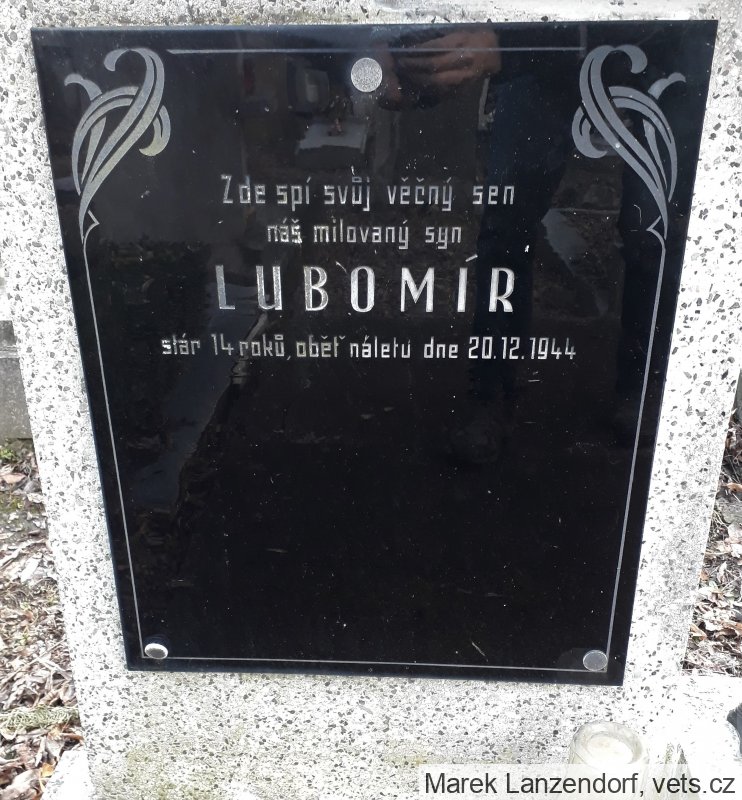 Zde spí svůj věčný sen
náš milovaný syn
LUBOMÍR
stár 14 roků, oběť náletu dne 20.12.1944
Marek Lanzendorf, vets.cz